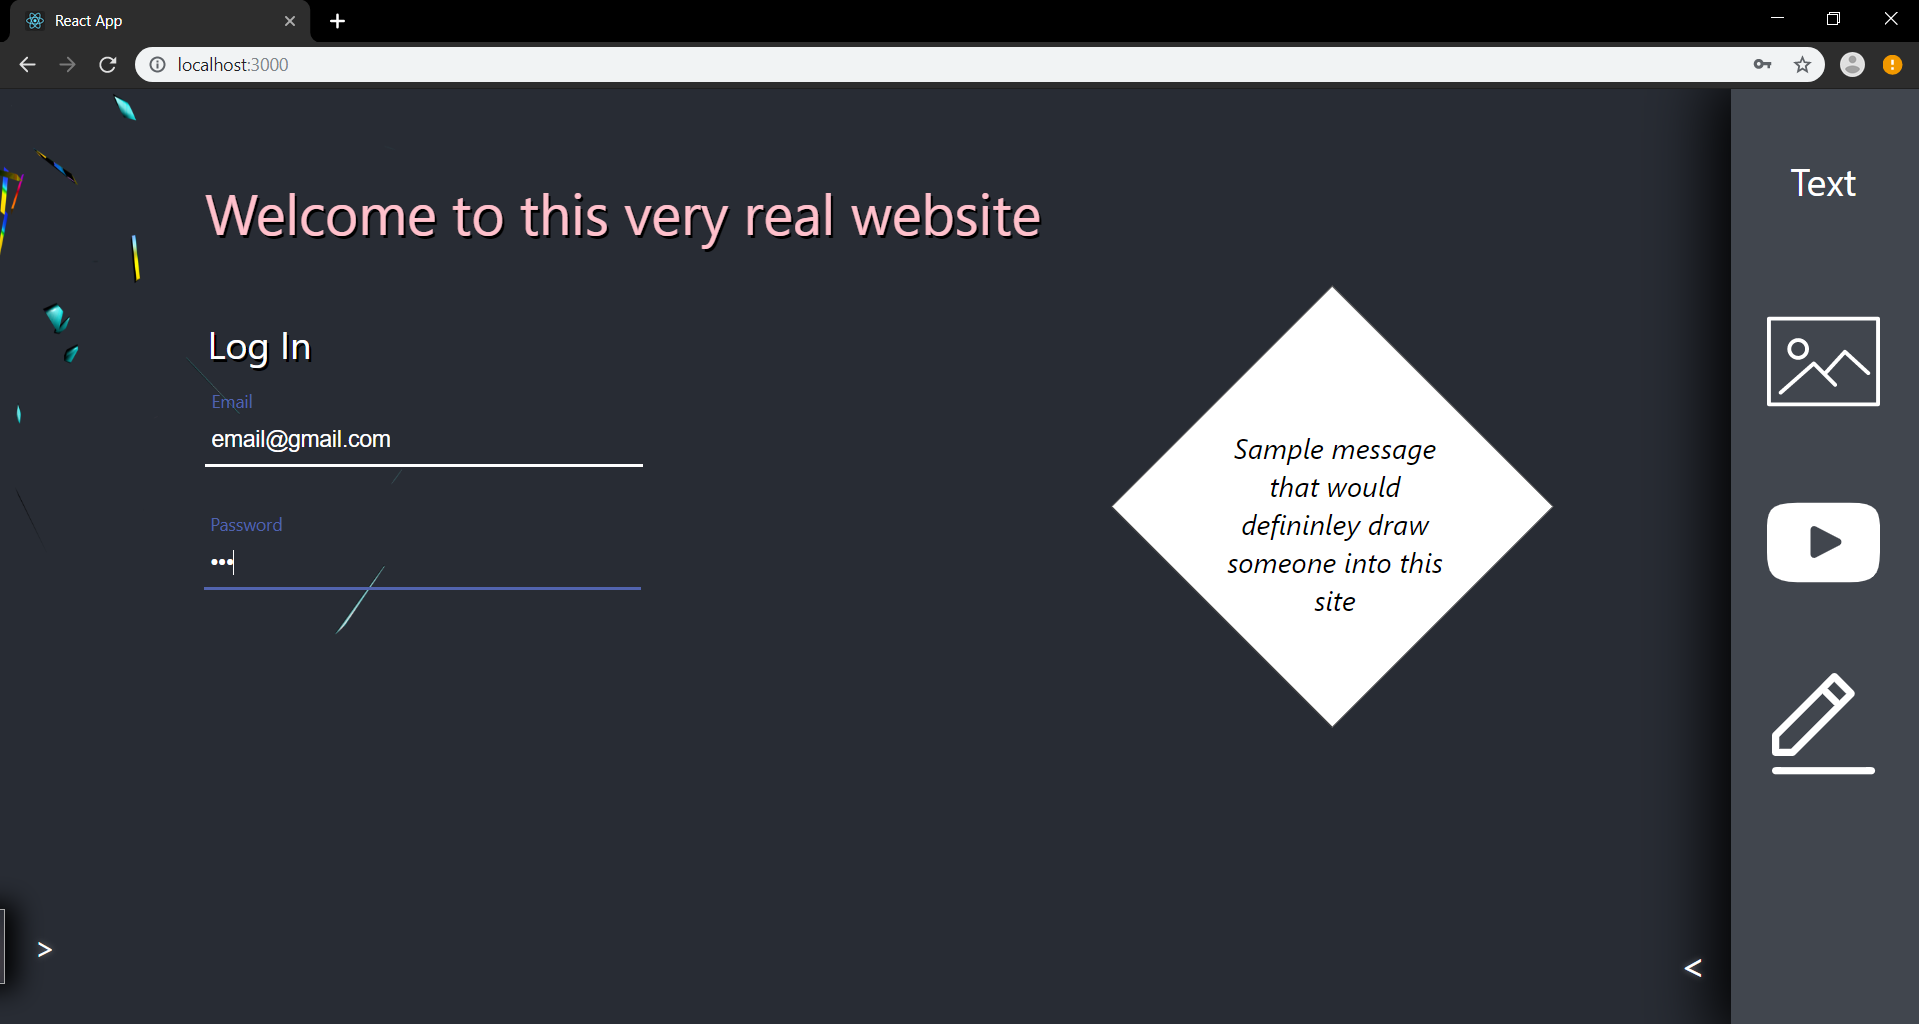 React App
localhost:3000
Text
Welcome to this very real website
Log In
Email
email@gmail.com
Password
•••
Sample message
that would
defininley draw
someone into this
site
>
<